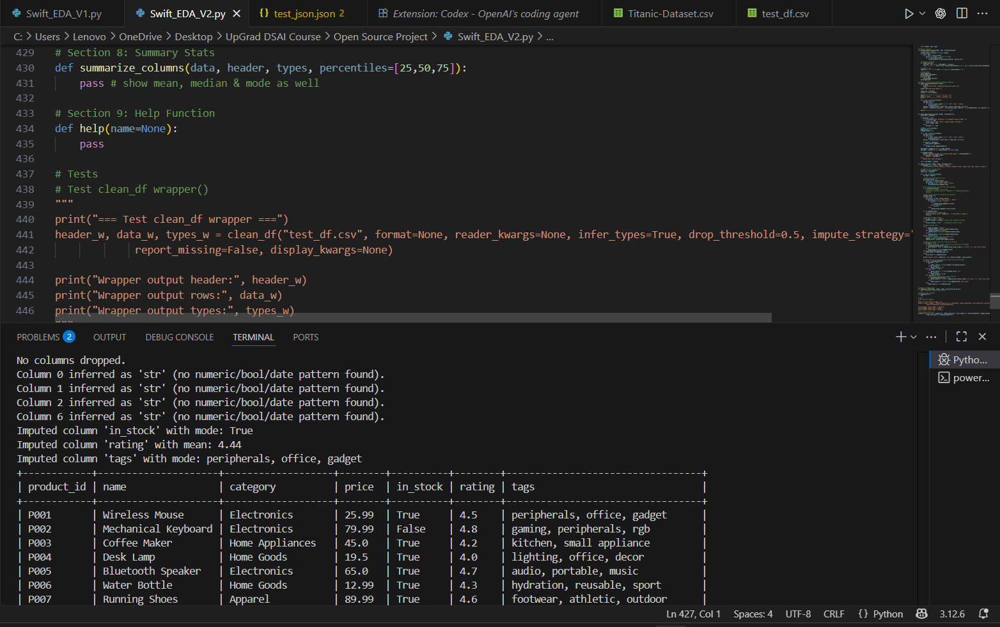 Swift_EDA_V1.py
Swift_EDA_V2.py
{} test_json.json 2
Extension: Codex - OpenAI's coding agent
Titanic-Dataset.csv
test_df.csv
C: > Users > Lenovo > OneDrive > Desktop > UpGrad DSAI Course > Open Source Project > Swift_EDA_V2.py > ...
429 # Section 8: Summary Stats
430 def summarize_columns(data, header, types, percentiles=[25,50,75]):
431     pass # show mean, median & mode as well
432
433 # Section 9: Help Function
434 def help(name=None):
435     pass
436
437 # Tests
438 # Test clean_df wrapper()
439 """
440 print("=== Test clean_df wrapper ===")
441 header_w, data_w, types_w = clean_df("test_df.csv", format=None, reader_kwargs=None, infer_types=True, drop_threshold=0.5, impute_strategy=
442              report_missing=False, display_kwargs=None)
443
444 print("Wrapper output header:", header_w)
445 print("Wrapper output rows:", data_w)
446 print("Wrapper output types:", types_w)
"""
PROBLEMS 2
OUTPUT
DEBUG CONSOLE
TERMINAL
PORTS
Pytho...
power...
No columns dropped.
Column 0 inferred as 'str' (no numeric/bool/date pattern found).
Column 1 inferred as 'str' (no numeric/bool/date pattern found).
Column 2 inferred as 'str' (no numeric/bool/date pattern found).
Column 6 inferred as 'str' (no numeric/bool/date pattern found).
Imputed column 'in_stock' with mode: True
Imputed column 'rating' with mean: 4.44
Imputed column 'tags' with mode: peripherals, office, gadget
+------------+---------------------+-------------------+--------+----------+--------+----------------------------------+
| product_id | name                | category          | price  | in_stock | rating | tags                             |
+------------+---------------------+-------------------+--------+----------+--------+----------------------------------+
| P001       | Wireless Mouse      | Electronics       | 25.99  | True     | 4.5    | peripherals, office, gadget      |
| P002       | Mechanical Keyboard | Electronics       | 79.99  | False    | 4.8    | gaming, peripherals, rgb         |
| P003       | Coffee Maker        | Home Appliances   | 45.0   | True     | 4.2    | kitchen, small appliance         |
| P004       | Desk Lamp           | Home Goods        | 19.5   | True     | 4.0    | lighting, office, decor          |
| P005       | Bluetooth Speaker   | Electronics       | 65.0   | True     | 4.7    | audio, portable, music           |
| P006       | Water Bottle        | Home Goods        | 12.99  | True     | 4.3    | hydration, reusable, sport       |
| P007       | Running Shoes       | Apparel           | 89.99  | True     | 4.6    | footwear, athletic, outdoor      |
Ln 427, Col 1
Spaces: 4
UTF-8
CRLF
{} Python
3.12.6